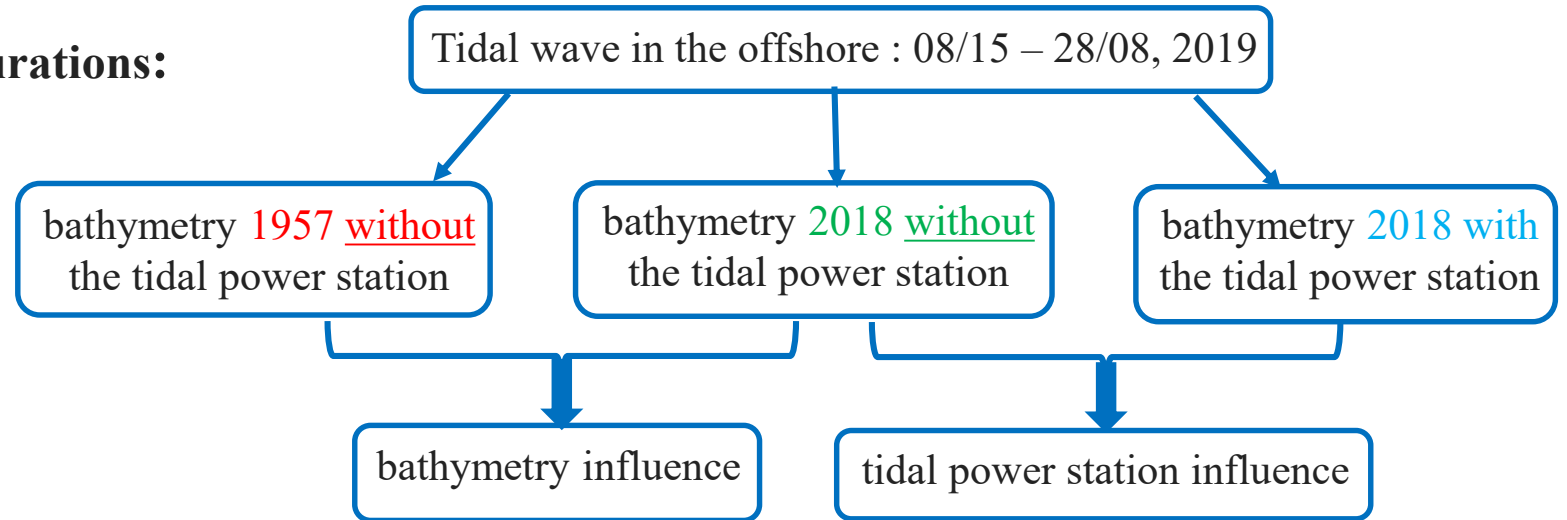 Tidal wave in the offshore : 08/15 – 28/08, 2019
urations:
bathymetry 1957 without
the tidal power station
bathymetry 2018 without
the tidal power station
bathymetry 2018 with
the tidal power station
bathymetry influence
tidal power station influence